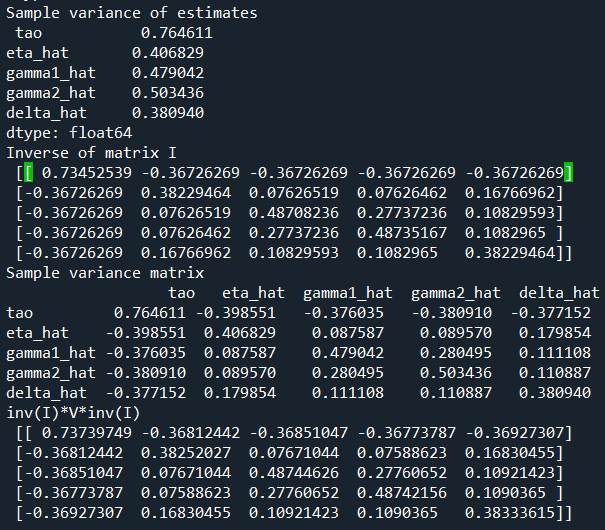 Sample variance of estimates
tao 0.764611
eta_hat 0.406829
gamma1_hat 0.479042
gamma2_hat 0.503436
delta_hat 0.380940
dtype: float64
Inverse of matrix I
[[ 0.73452539 -0.36726269 -0.36726269 -0.36726269 -0.36726269]
[-0.36726269 0.38229464 0.07626519 0.07626462 0.16766962]
[-0.36726269 0.07626519 0.48708236 0.27737236 0.10829593]
[-0.36726269 0.07626462 0.27737236 0.48735167 0.1082965 ]
[-0.36726269 0.16766962 0.10829593 0.1082965 0.38229464]]
Sample variance matrix
tao eta_hat gamma1_hat gamma2_hat delta_hat
tao 0.764611 -0.398551 -0.376035 -0.380910 -0.377152
eta_hat -0.398551 0.406829 0.087587 0.089570 0.179854
gamma1_hat -0.376035 0.087587 0.479042 0.280495 0.111108
gamma2_hat -0.380910 0.089570 0.280495 0.503436 0.110887
delta_hat -0.377152 0.179854 0.111108 0.110887 0.380940
inv(I)*V*inv(I)
[[ 0.73739749 -0.36812442 -0.36851047 -0.36773787 -0.36927307]
[-0.36812442 0.38252027 0.07671044 0.07588623 0.16830455]
[-0.36851047 0.07671044 0.48744626 0.27760652 0.10921423]
[-0.36773787 0.07588623 0.27760652 0.48742156 0.1090365 ]
[-0.36927307 0.16830455 0.10921423 0.1090365 0.38333615]]